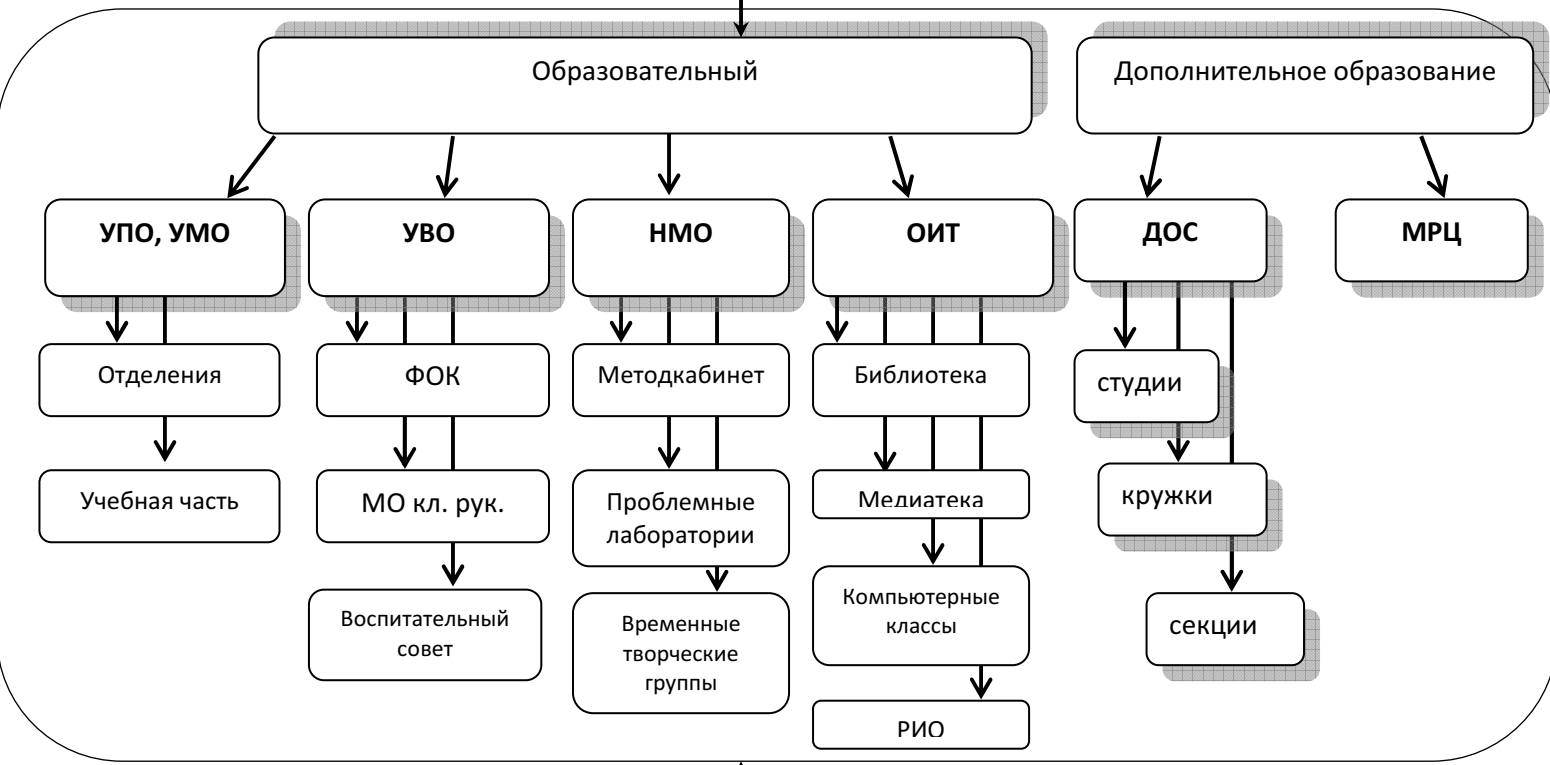 Образовательный
Дополнительное образование
УПО, УМО
УВО
НМО
ОИТ
ДОС
МРЦ
Отделения
ФОК
Методкабинет
Библиотека
студии
Учебная часть
МО кл. рук.
Проблемные
лаборатории
Медиатека
кружки
Воспитательный
совет
Временные
творческие
группы
Компьютерные
классы
секции
РИО